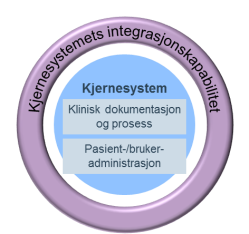 Kjernesystemets integrasjonskapabilitet
Kjernesystem
Klinisk dokumentasjon
og prosess
Pasient-/bruker-
administrasjon